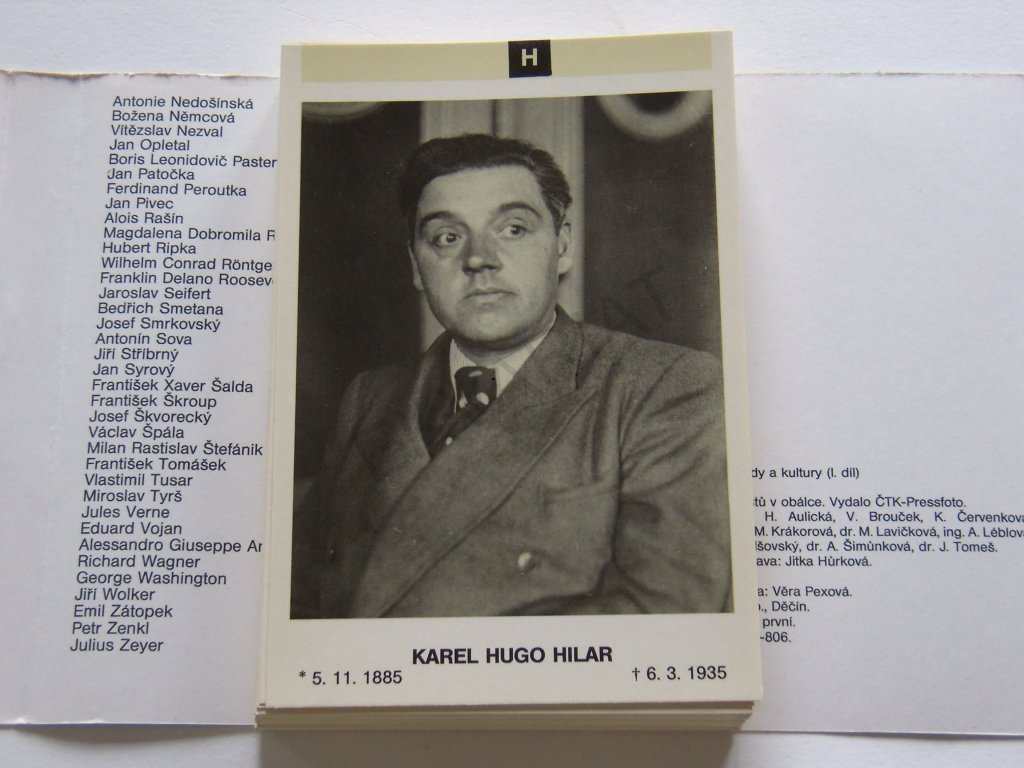 Antonie Nedošínská
Božena Němcová
Vítězslav Nezval
Jan Opletal
Boris Leonidovič Paster
Jan Patočka
Ferdinand Peroutka
Jan Pivec
Alois Rašín
Magdalena Dobromila R
Hubert Ripka
Wilhelm Conrad Röntge
Franklin Delano Roosev
Jaroslav Seifert
Bedřich Smetana
Josef Smrkovský
Antonín Sova
Jiří Stříbrný
Jan Syrový
František Xaver Šalda
František Škroup
Josef Škvorecký
Václav Špála
Milan Rastislav Štefánik
František Tomášek
Vlastimil Tusar
Miroslav Tyrš
Jules Verne
Eduard Vojan
Alessandro Giuseppe Ar
Richard Wagner
George Washington
Jiří Wolker
Emil Zátopek
Petr Zenkl
Julius Zeyer
H
KAREL HUGO HILAR
* 5. 11. 1885
† 6. 3. 1935
dy a kultury (I. díl)
tů v obálce. Vydalo ČTK-Pressfoto.
H. Aulická, V. Brouček, K. Červenkova
M. Krákorová, dr. M. Lavičková, ing. A. Léblova
šovský, dr. A. Šimůnková, dr. J. Tomeš.
ava: Jitka Hůrková.
a: Věra Pexová.
., Děčín.
první.
-806.